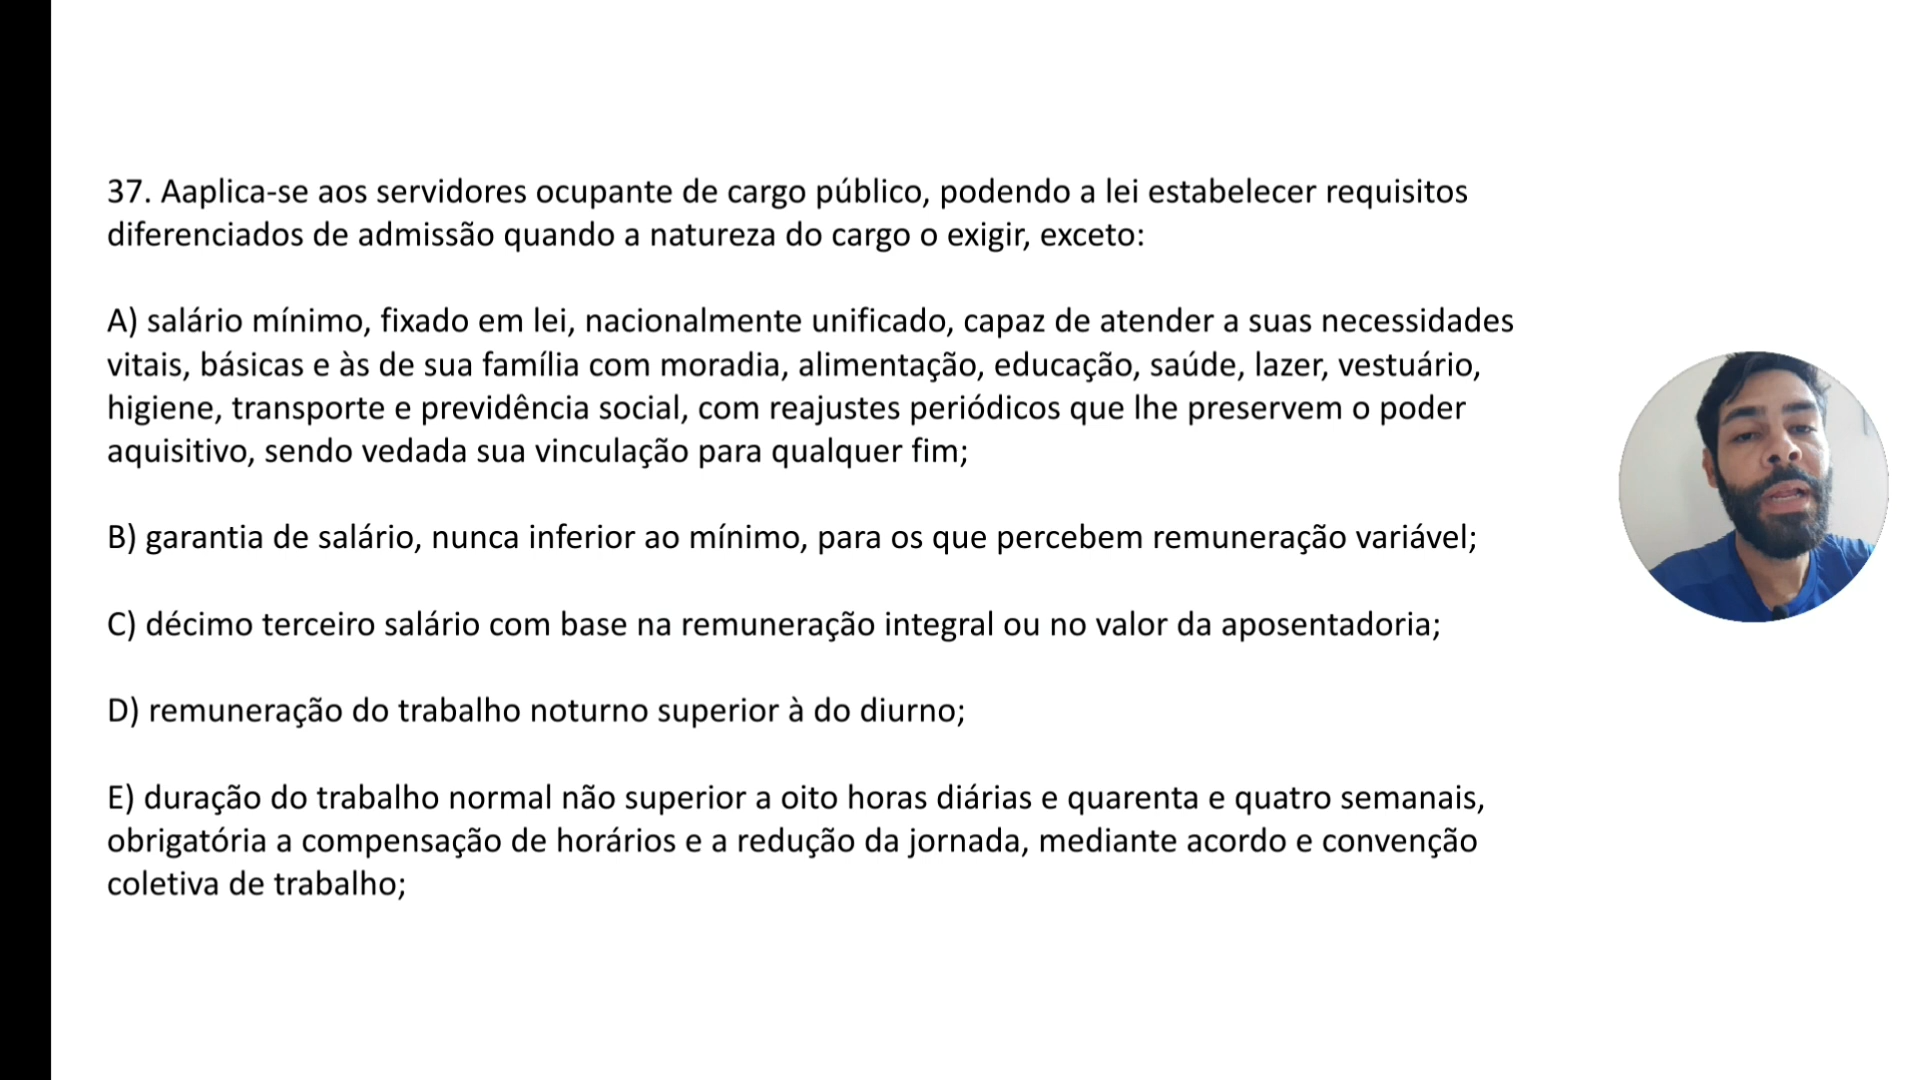 37. Aaplica-se aos servidores ocupante de cargo público, podendo a lei estabelecer requisitos
diferenciados de admissão quando a natureza do cargo o exigir, exceto:
A) salário mínimo, fixado em lei, nacionalmente unificado, capaz de atender a suas necessidades
vitais, básicas e às de sua família com moradia, alimentação, educação, saúde, lazer, vestuário,
higiene, transporte e previdência social, com reajustes periódicos que lhe preservem o poder
aquisitivo, sendo vedada sua vinculação para qualquer fim;
B) garantia de salário, nunca inferior ao mínimo, para os que percebem remuneração variável;
C) décimo terceiro salário com base na remuneração integral ou no valor da aposentadoria;
D) remuneração do trabalho noturno superior à do diurno;
E) duração do trabalho normal não superior a oito horas diárias e quarenta e quatro semanais,
obrigatória a compensação de horários e a redução da jornada, mediante acordo e convenção
coletiva de trabalho;